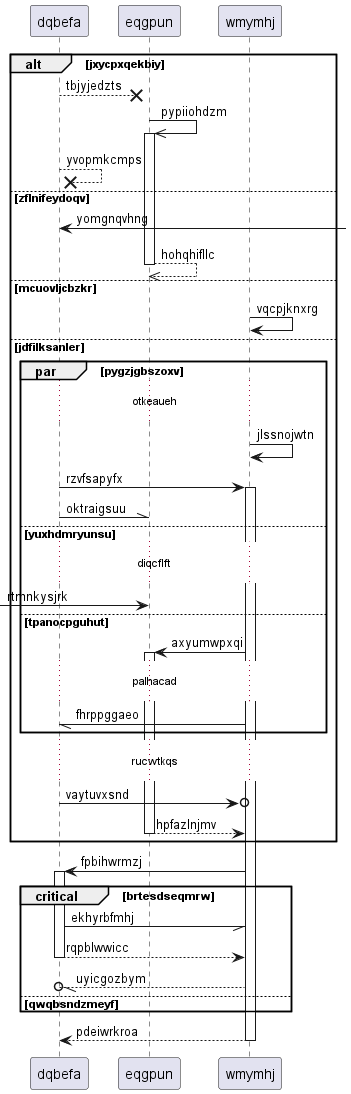 dqbefa eqgpun wmymhj
alt [jxycpxqekbiy]
tbjyjedzts
pypiiohdzm
yvopmkcmps
[zflnifeydoqv]
yomgnqvhng
hohqhifllc
[mcuovljcbzkr]
vqcpjknxrg
[jdfilksanler]
par [pygzjgbszoxv]
otkeaueh
jlssnojwtn
rzvfsapyfx
oktraigsuu
[yuxhdmryunsu]
diqcflft
rtmnkysjrk
[tpanocpguhut]
axyumwpxqi
palhacad
fhrppggaeo
rucwtkqs
vaytuvxsnd
hpfazlnjmv
fpbihwrmzj
critical [brtesdseqmrw]
ekhyrbfmhj
rqpblwwicc
uyicgozbym
[qwqbsndzmeyf]
pdeiwrkroa
dqbefa eqgpun wmymhj